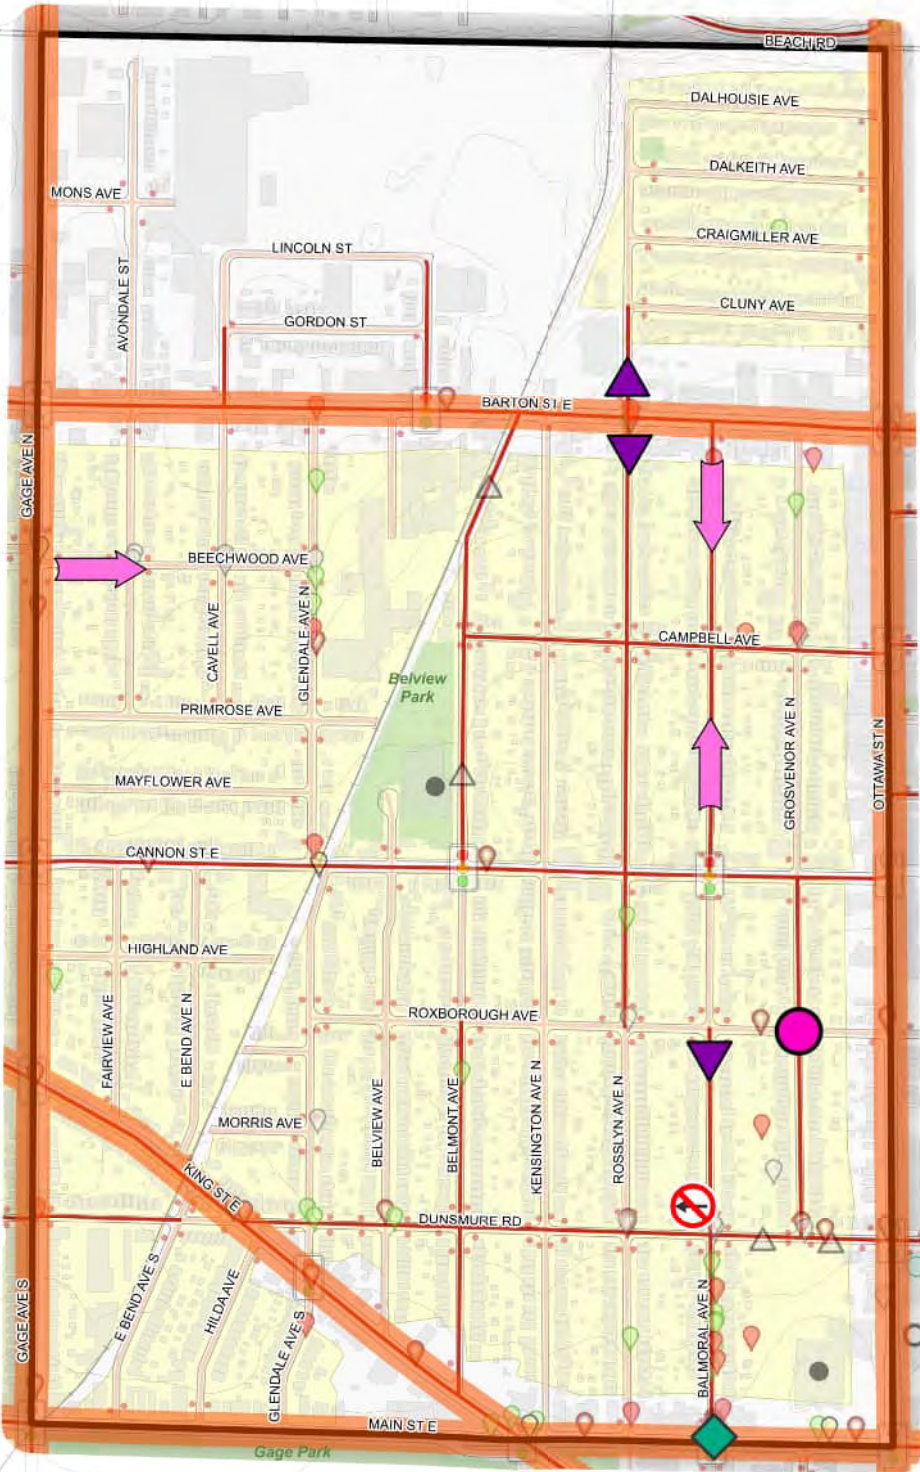 BEACH RD
DALHOUSIE AVE
DALKEITH AVE
MONS AVE
CRAIGMILLER AVE
LINCOLN ST
AVONDALE ST
CLUNY AVE
GORDON ST
BARTON ST E
GAGE AVE N
BEECHWOOD AVE
CAVELL AVE
GLENDALE AVE N
CAMPBELL AVE
Belview
Park
PRIMROSE AVE
GROSVENOR AVE N
OTTAWA ST N
MAYFLOWER AVE
CANNON ST E
HIGHLAND AVE
FAIRVIEW AVE
E BEND AVE N
ROXBOROUGH AVE
MORRIS AVE
BELVIEW AVE
BELMONT AVE
KENSINGTON AVE N
ROSSLYN AVE N
KING ST E
DUNSMURE RD
GAGE AVE S
E BEND AVE S
HILDA AVE
GLENDALE AVE S
BALMORAL AVE N
MAIN ST E
Gage Park